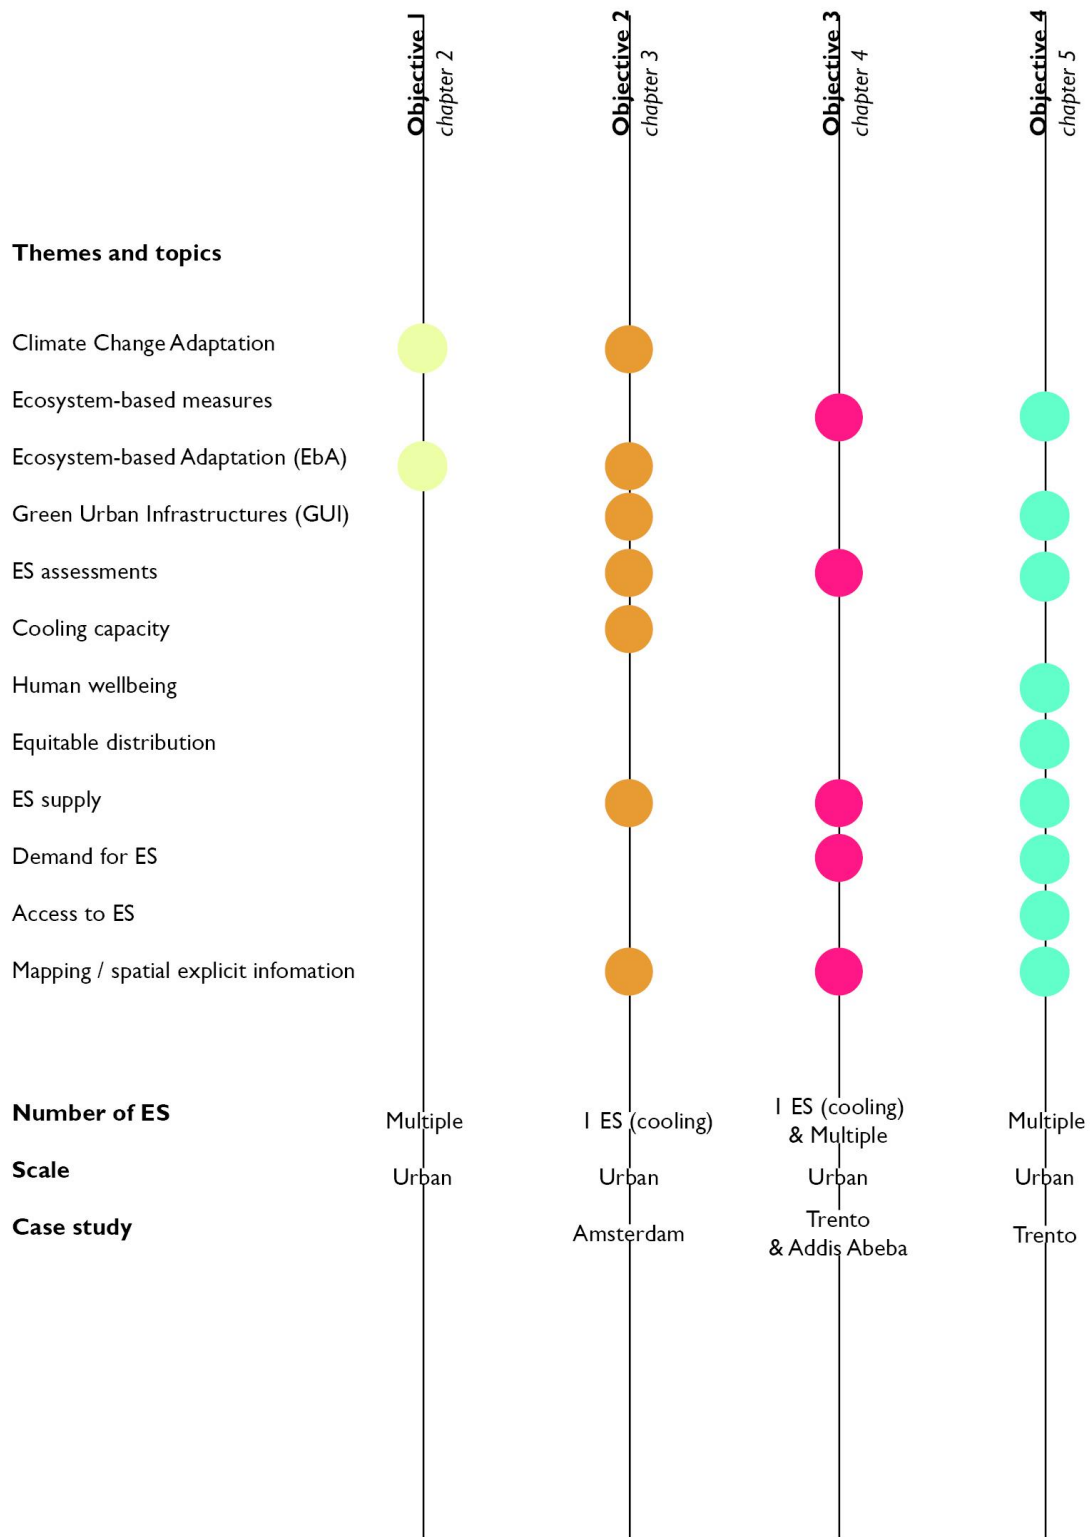 Objective 1
chapter 2
Objective 2
chapter 3
Objective 3
chapter 4
Objective 4
chapter 5
Themes and topics
Climate Change Adaptation
Ecosystem-based measures
Ecosystem-based Adaptation (EbA)
Green Urban Infrastructures (GUI)
ES assessments
Cooling capacity
Human wellbeing
Equitable distribution
ES supply
Demand for ES
Access to ES
Mapping / spatial explicit infomation
Number of ES
Multiple
1 ES (cooling)
1 ES (cooling)
& Multiple
Multiple
Scale
Urban
Urban
Urban
Urban
Case study
Amsterdam
Trento
& Addis Abeba
Trento